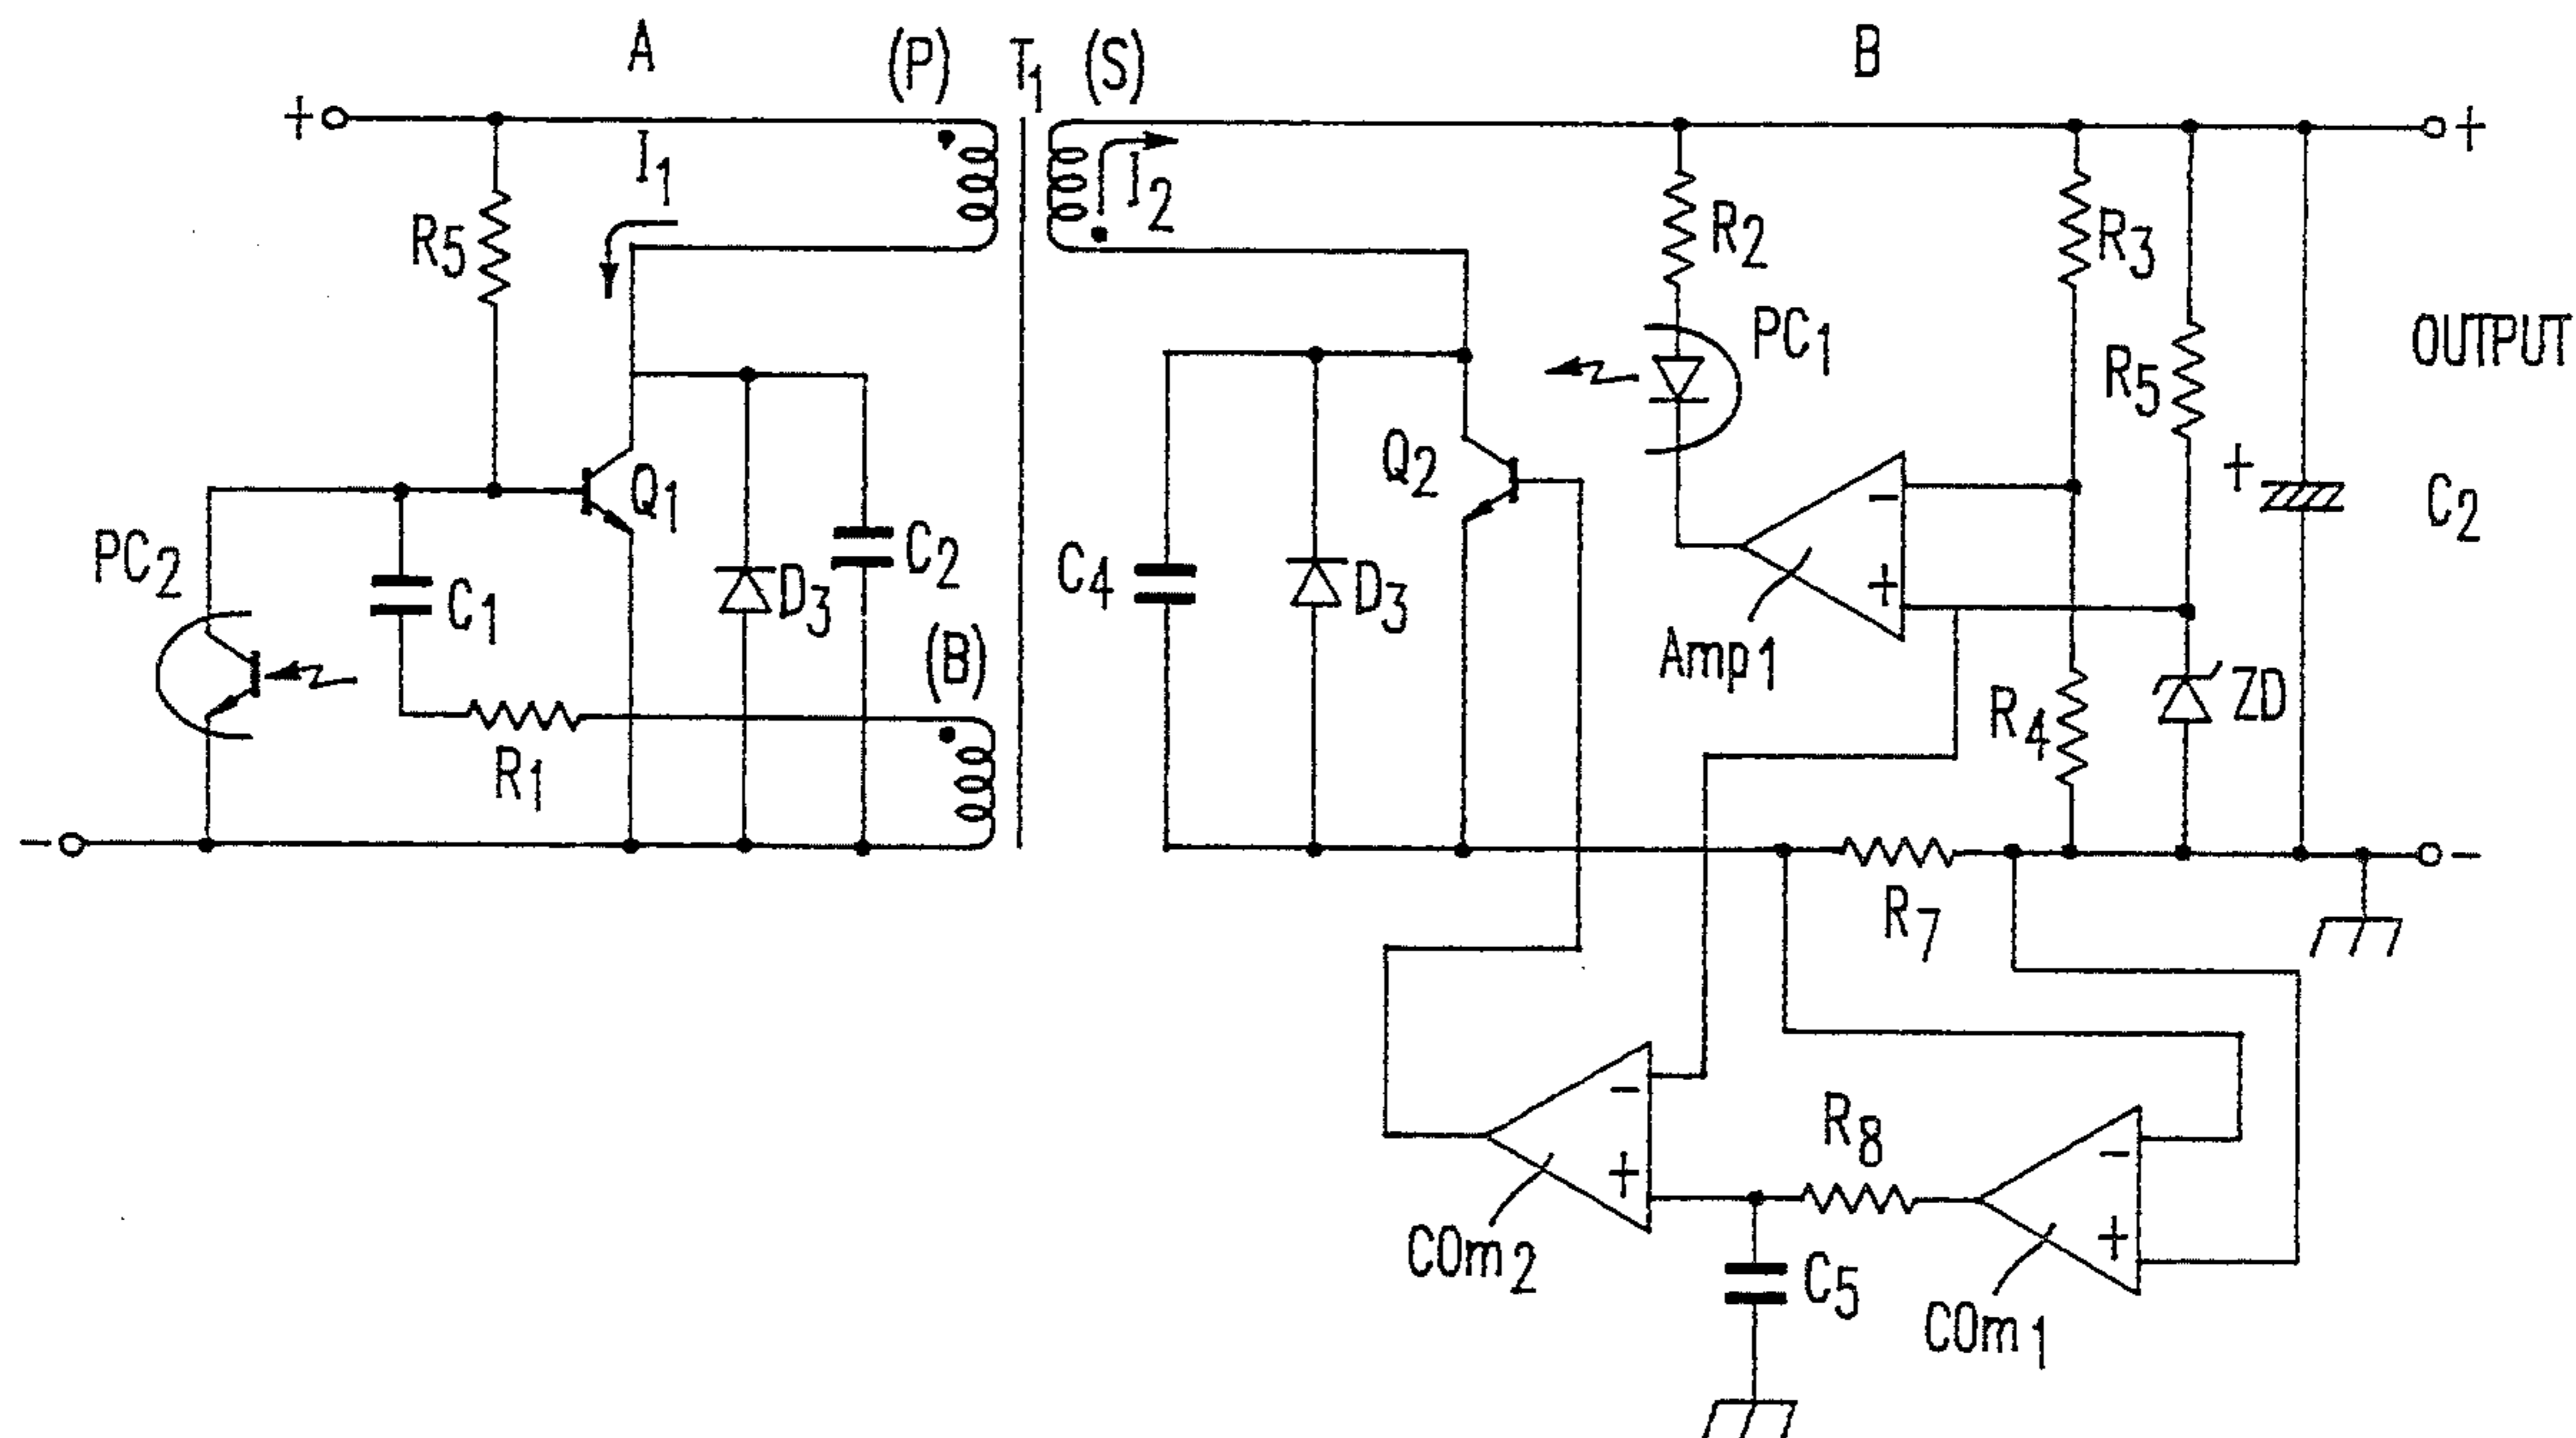 A
(P)
T1
(S)
B
+
+
I1
I2
R5
R2
R3
PC1
R5
OUTPUT
Q1
Q2
−
+
C2
PC2
C1
D3
C2
C4
D3
+
Amp1
(B)
R1
R4
ZD
−
−
R7
−
+
R8
−
+
COm2
C5
COm1